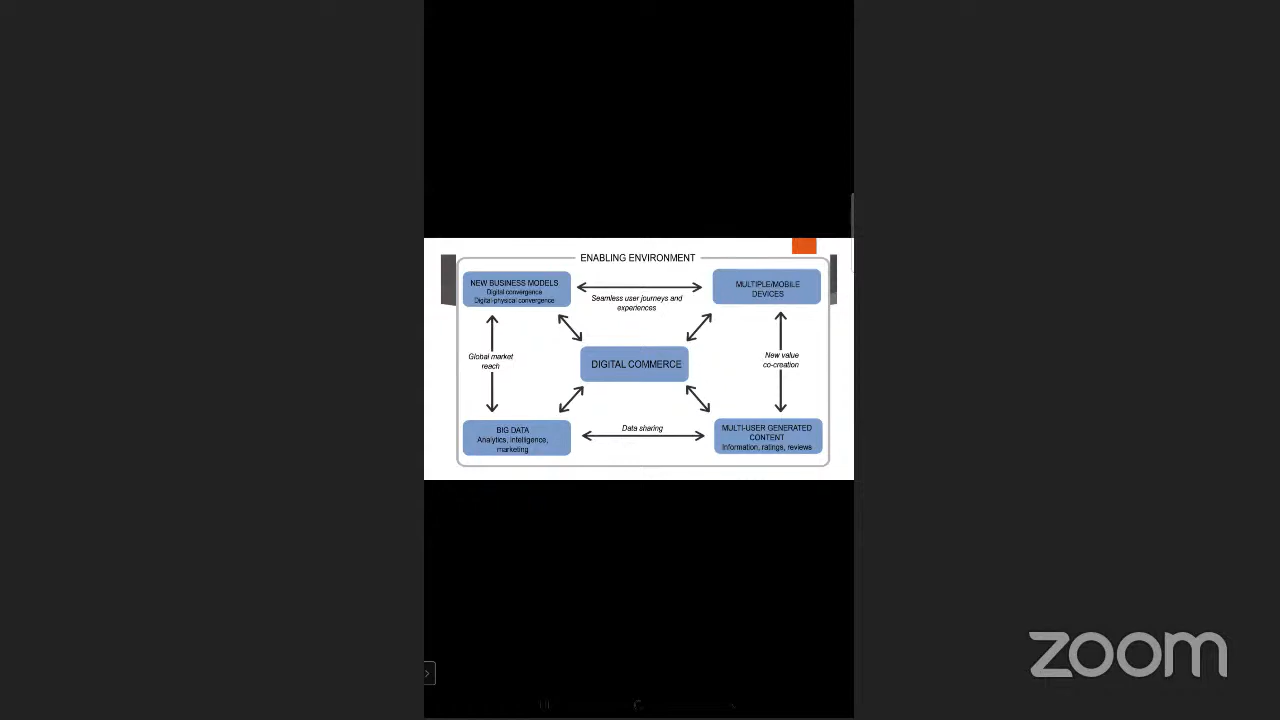 ENABLING ENVIRONMENT
NEW BUSINESS MODELS
Digital convergence
Digital-physical convergence
Seamless user journeys and
experiences
MULTIPLE/MOBILE
DEVICES
Global market
reach
DIGITAL COMMERCE
New value
co-creation
BIG DATA
Analytics, intelligence,
marketing
Data sharing
MULTI-USER GENERATED
CONTENT
Information, ratings, reviews
zoom